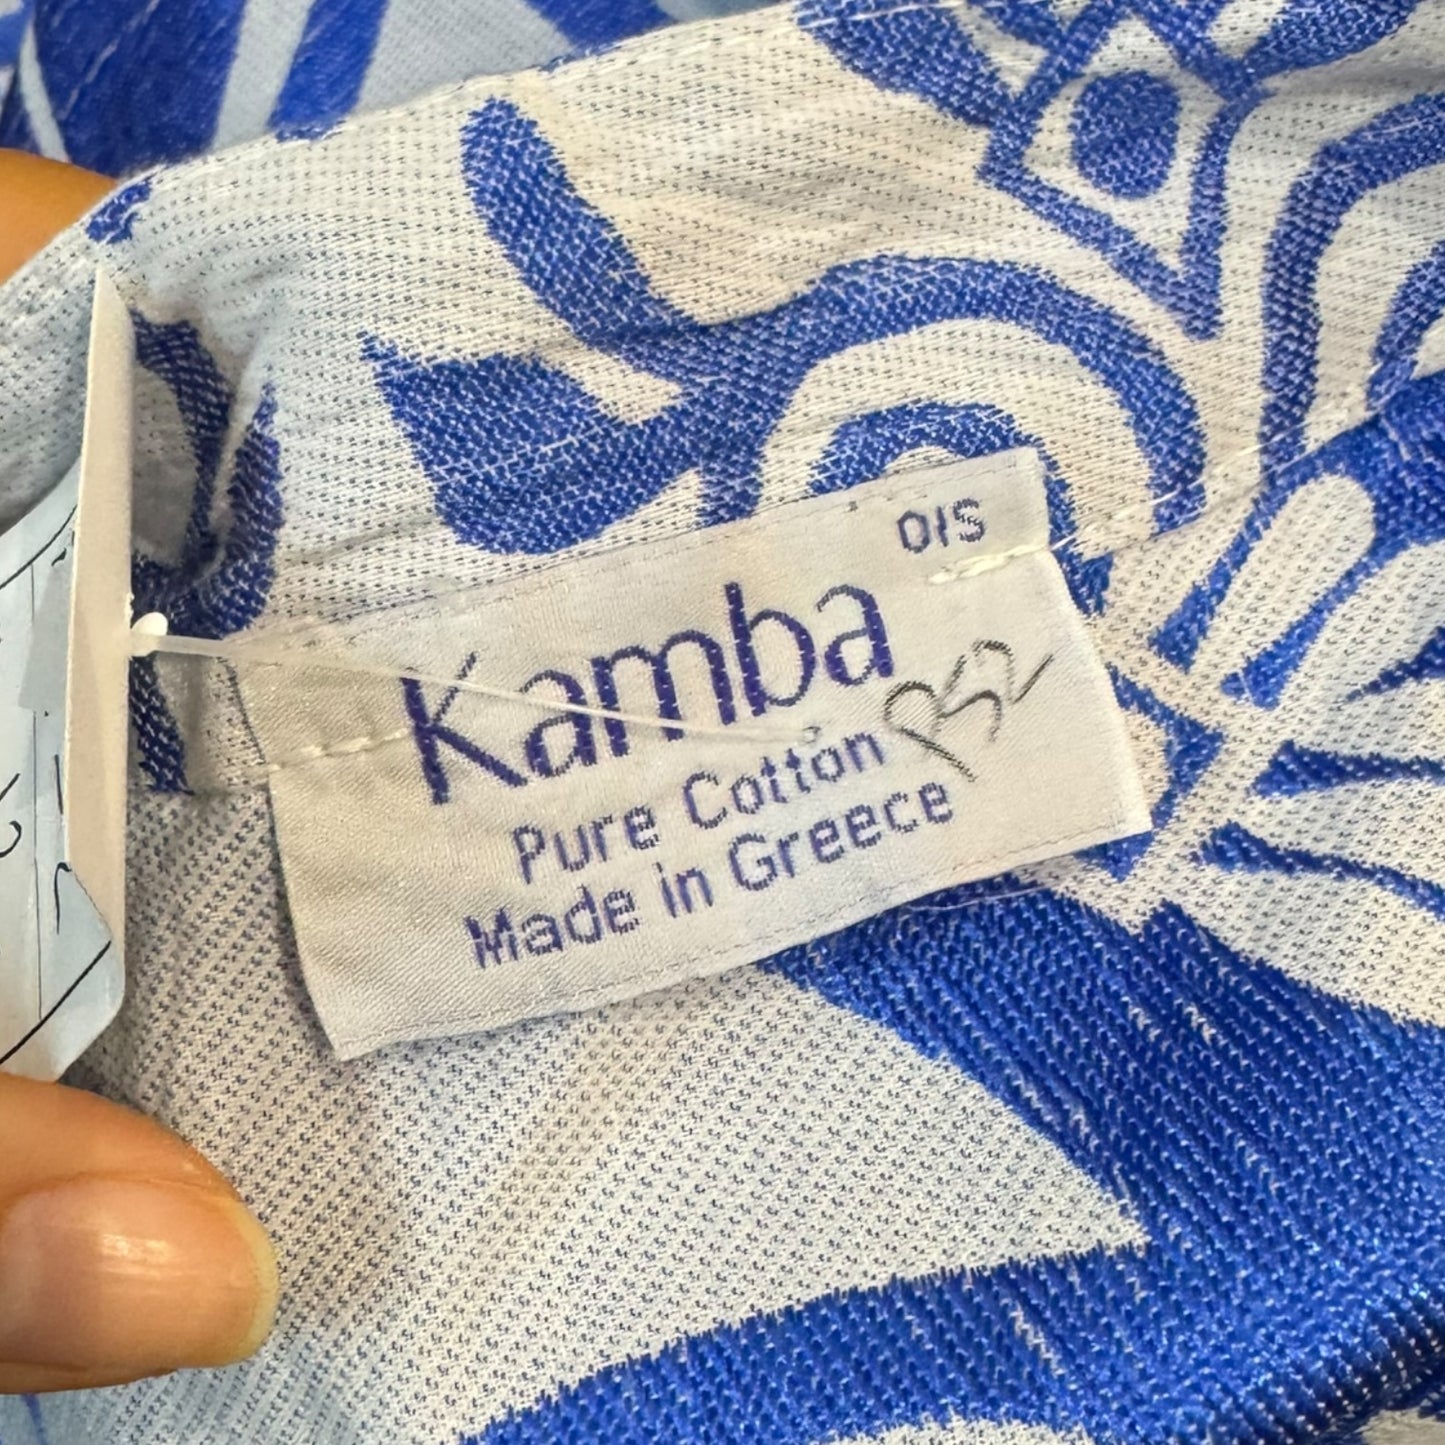 O/S
Kamba
Pure Cotton
Made in Greece